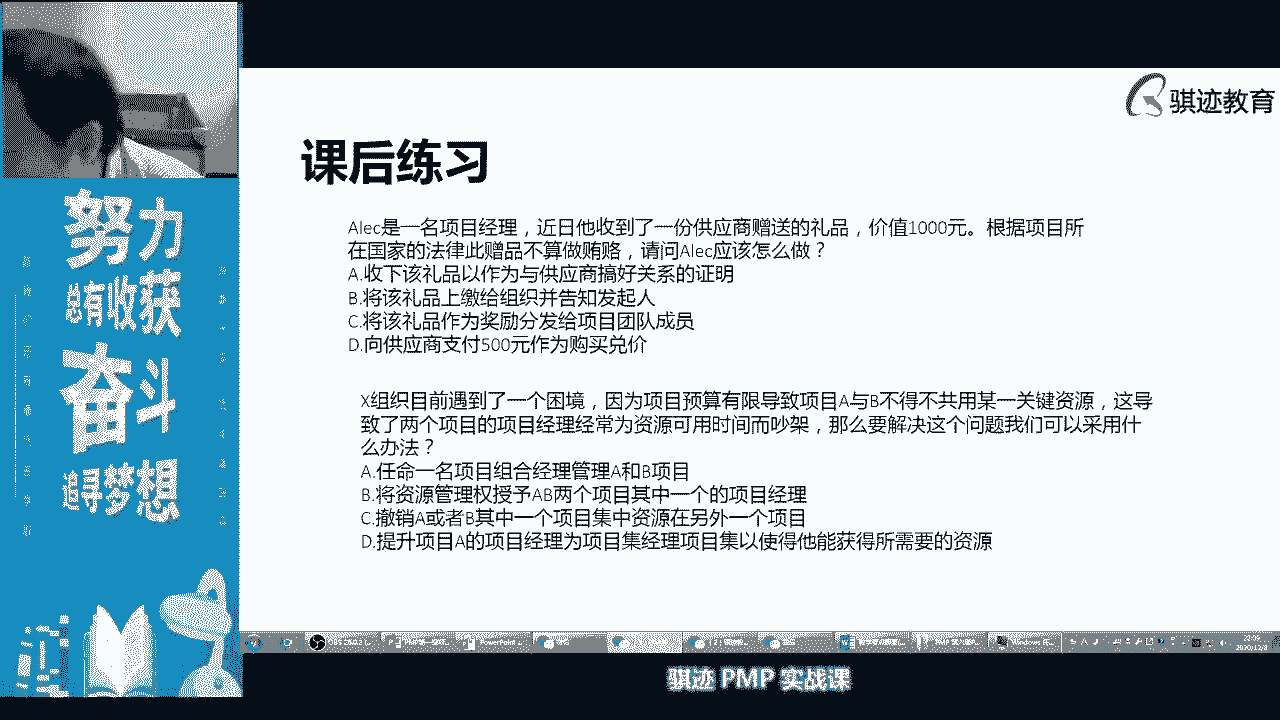 骐迹教育
课后练习
Alec是一名项目经理，近日他收到了一份供应商赠送的礼品，价值1000元。根据项目所
在国家的法律此赠品不算做贿赂，请问Alec应该怎么做？
A.收下该礼品以作为与供应商搞好关系的证明
B.将该礼品上缴给组织并告知发起人
C.将该礼品作为奖励分发给项目团队成员
D.向供应商支付500元作为购买兑价
X组织目前遇到了一个困境，因为项目预算有限导致项目A与B不得不共用某一关键资源，这导
致了两个项目的项目经理经常为资源可用时间而吵架，那么要解决这个问题我们可以采用什
么办法？
A.任命一名项目组合经理管理A和B项目
B.将资源管理权授予AB两个项目其中一个的项目经理
C.撤销A或者B其中一个项目集中资源在另外一个项目
D.提升项目A的项目经理为项目集经理项目集以使得他能获得所需要的资源
努力
总有收获
奋斗
追寻梦想
PowerPoint
2020/12/8
骐迹 PMP 实战课